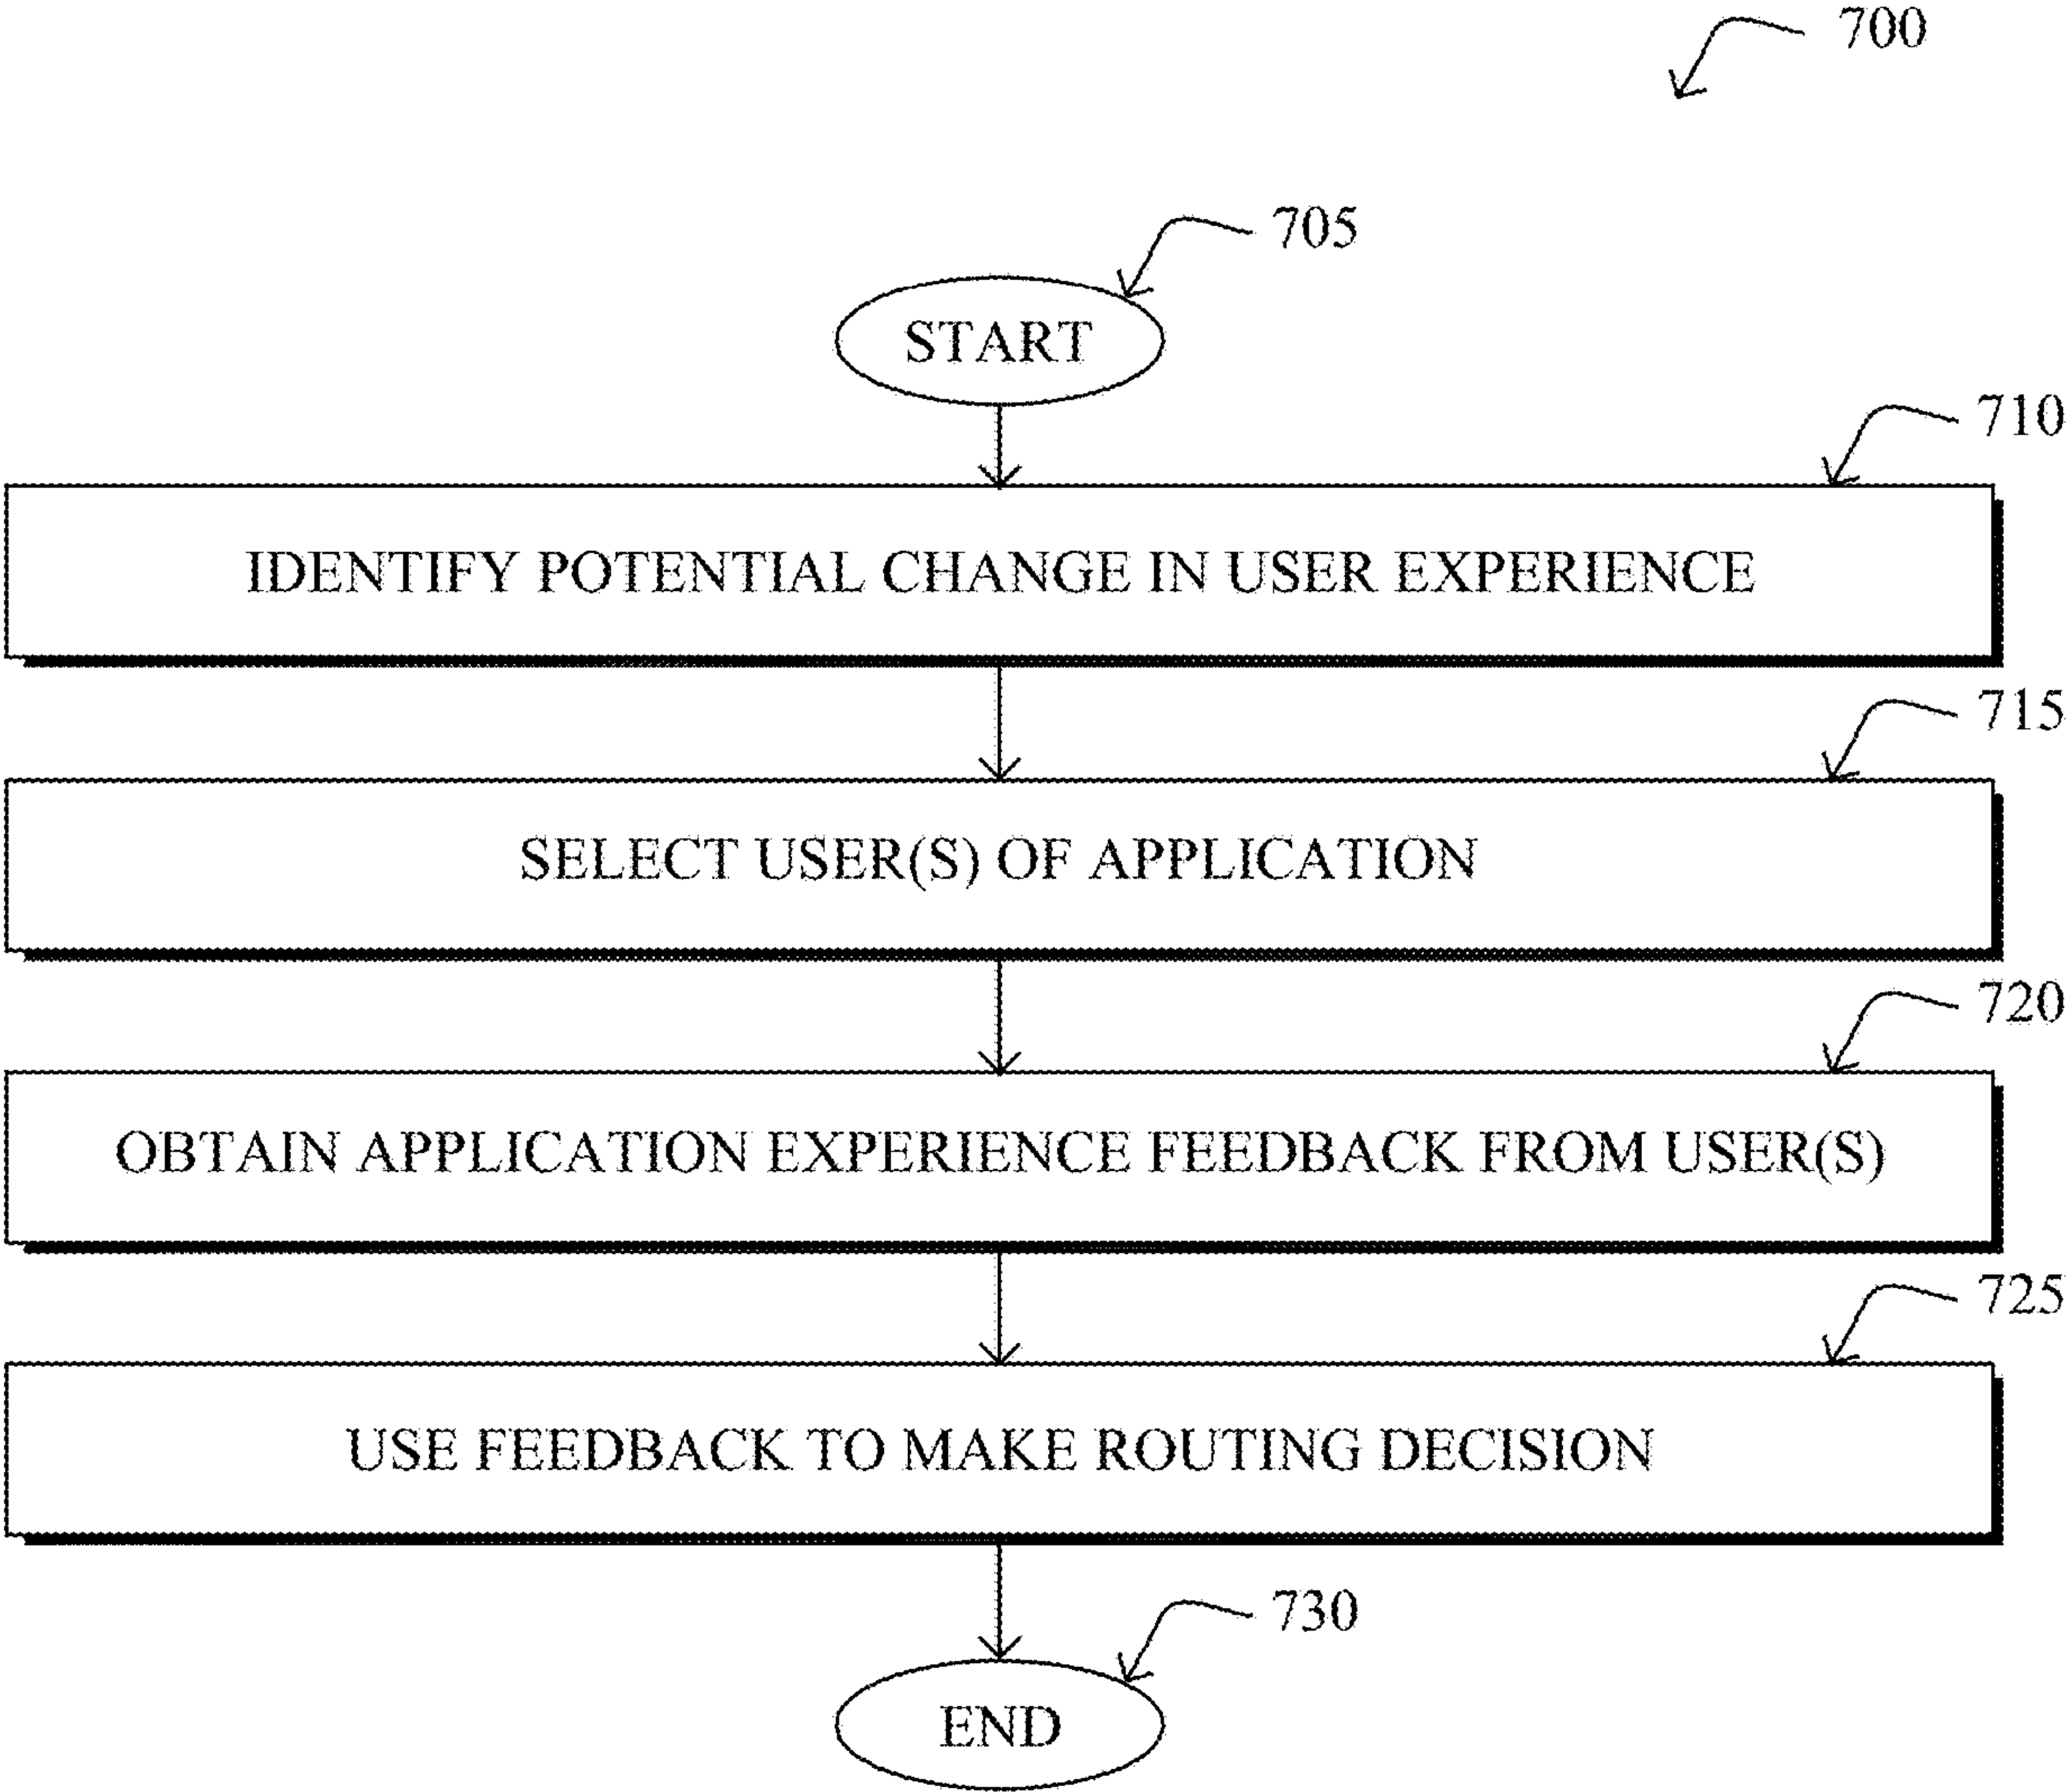 700
705
START
710
IDENTIFY POTENTIAL CHANGE IN USER EXPERIENCE
715
SELECT USER(S) OF APPLICATION
720
OBTAIN APPLICATION EXPERIENCE FEEDBACK FROM USER(S)
725
USE FEEDBACK TO MAKE ROUTING DECISION
730
END